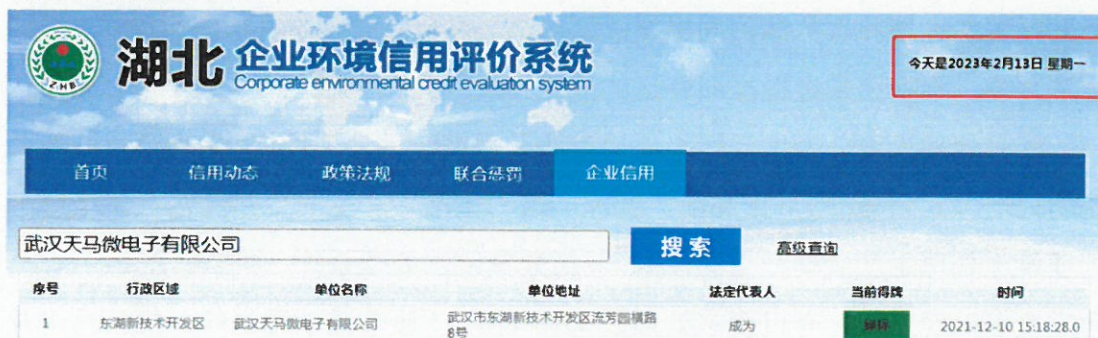 湖北 企业环境信用评价系统
Corporate environmental credit evaluation system
今天是2023年2月13日 星期一
首页 信用动态 政策法规 联合惩罚 企业信用
武汉天马微电子有限公司 搜索 高级查询
序号 行政区域 单位名称 单位地址 法定代表人 当前得牌 时间
1 东湖新技术开发区 武汉天马微电子有限公司 武汉市东湖新技术开发区流芳园横路 成为 绿牌 2021-12-10 15:18:28.0
8号